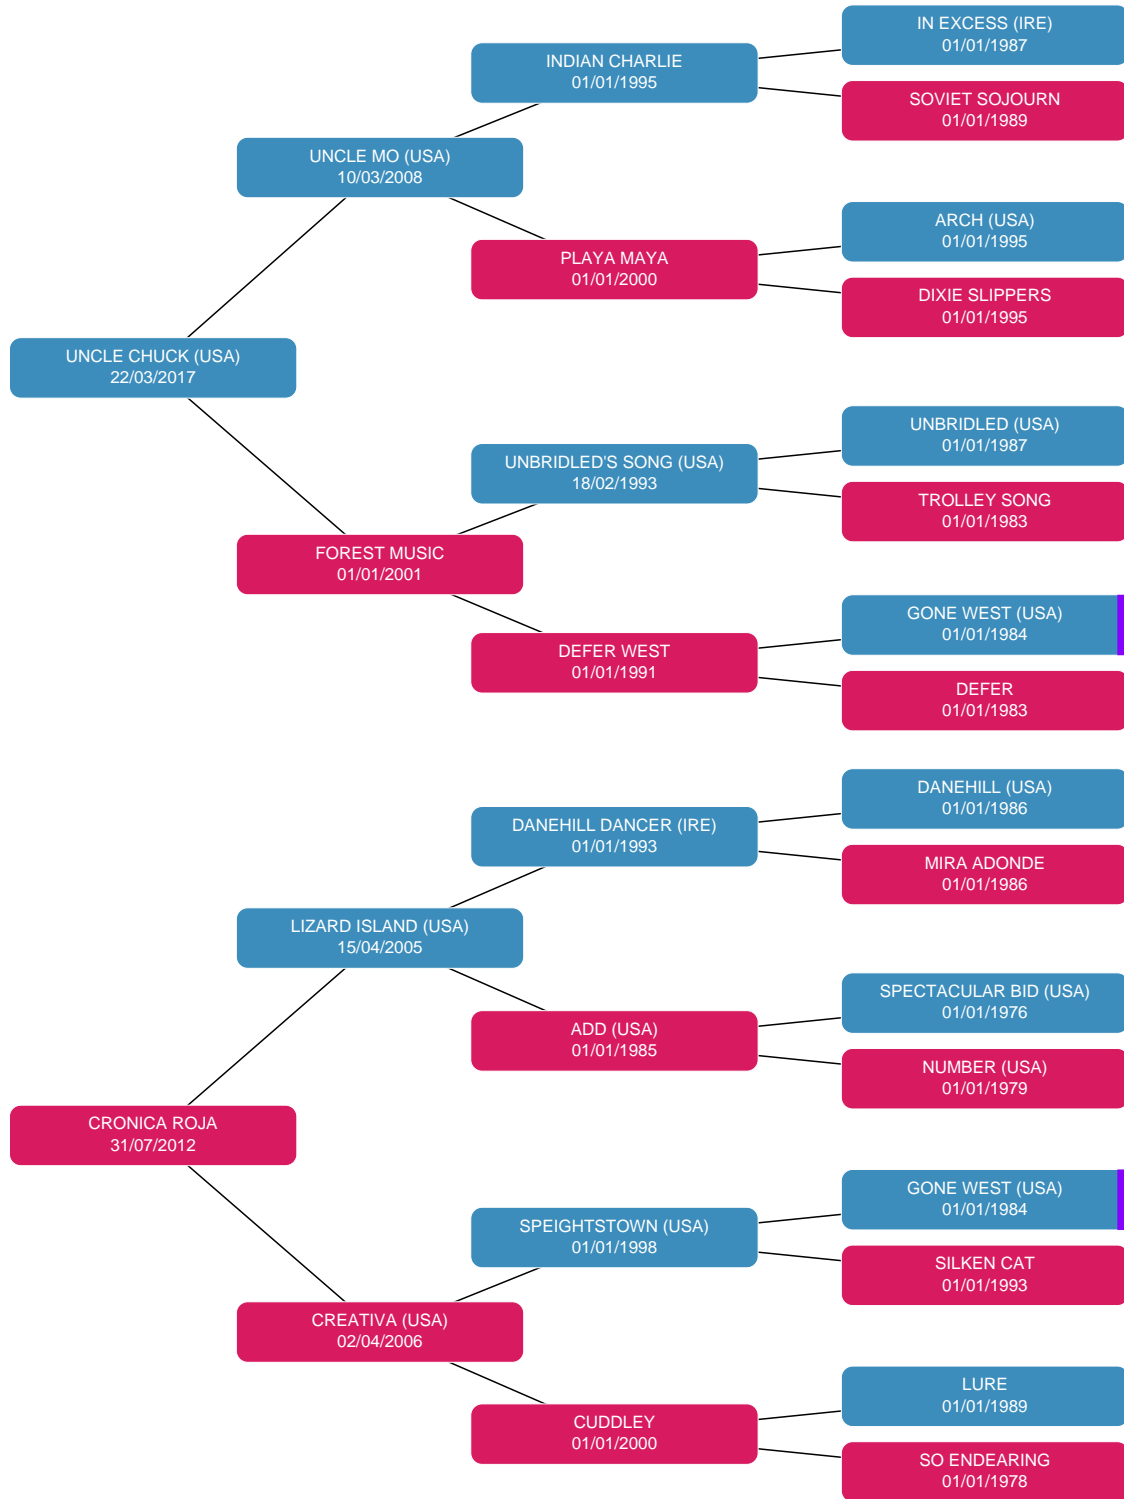 IN EXCESS (IRE)
01/01/1987
INDIAN CHARLIE
01/01/1995
SOVIET SOJOURN
01/01/1989
UNCLE MO (USA)
10/03/2008
ARCH (USA)
01/01/1995
PLAYA MAYA
01/01/2000
DIXIE SLIPPERS
01/01/1995
UNCLE CHUCK (USA)
22/03/2017
UNBRIDLED (USA)
01/01/1987
UNBRIDLED'S SONG (USA)
18/02/1993
TROLLEY SONG
01/01/1983
FOREST MUSIC
01/01/2001
GONE WEST (USA)
01/01/1984
DEFER WEST
01/01/1991
DEFER
01/01/1983
DANEHILL (USA)
01/01/1986
DANEHILL DANCER (IRE)
01/01/1993
MIRA ADONDE
01/01/1986
LIZARD ISLAND (USA)
15/04/2005
SPECTACULAR BID (USA)
01/01/1976
ADD (USA)
01/01/1985
NUMBER (USA)
01/01/1979
CRONICA ROJA
31/07/2012
GONE WEST (USA)
01/01/1984
SPEIGHTSTOWN (USA)
01/01/1998
SILKEN CAT
01/01/1993
CREATIVA (USA)
02/04/2006
LURE
01/01/1989
CUDDLEY
01/01/2000
SO ENDEARING
01/01/1978